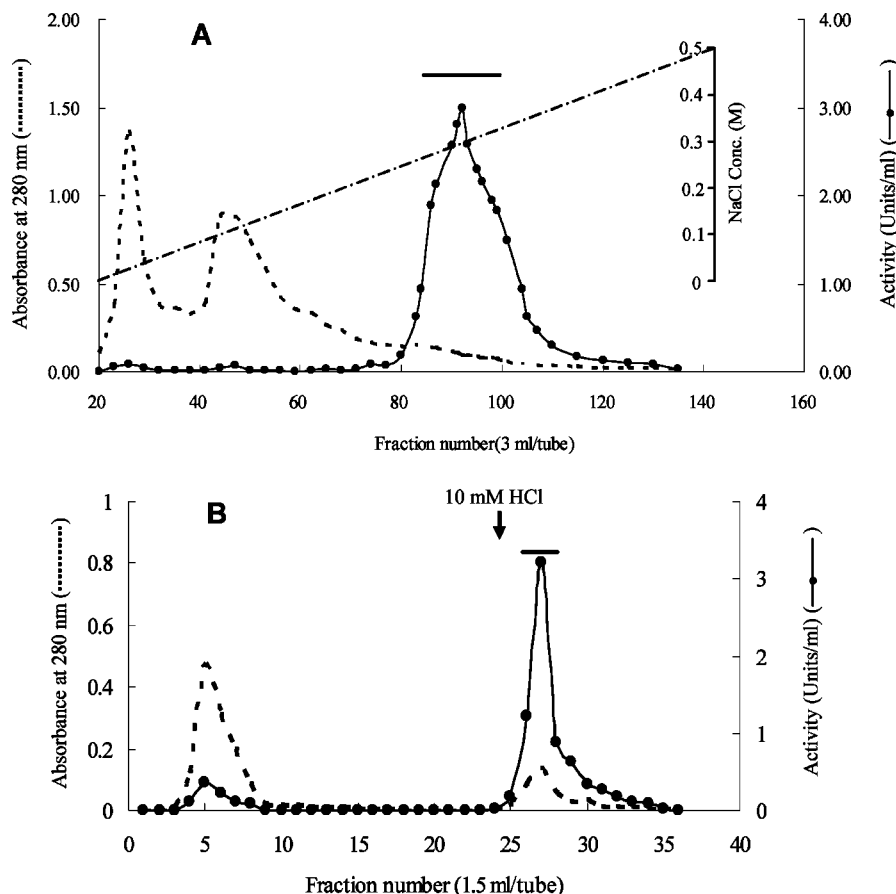 A
2.00
1.50
1.00
0.50
0.00
Absorbance at 280 nm (..........)
0.5
0.4
0.3
0.2
0.1
0
NaCl Conc. (M)
4.00
3.00
2.00
1.00
0.00
Activity (Units/ml) (—●—)
20 40 60 80 100 120 140 160
Fraction number(3 ml/tube)
B
10 mM HCl
1
0.8
0.6
0.4
0.2
0
Absorbance at 280 nm (..........)
4
3
2
1
0
Activity (Units/ml) (—●—)
0 5 10 15 20 25 30 35 40
Fraction number (1.5 ml/tube)